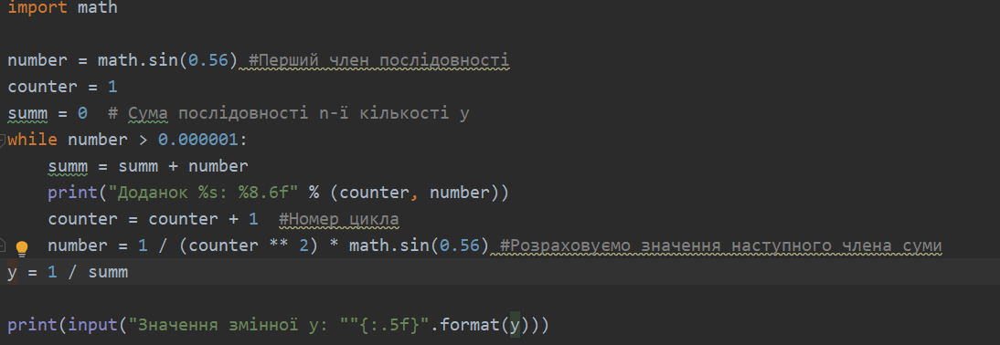 import math
number = math.sin(0.56) #Перший член послідовності
counter = 1
summ = 0  # Сума послідовності n-ї кількості y
while number > 0.000001:
    summ = summ + number
    print("Доданок %s: %8.6f" % (counter, number))
    counter = counter + 1  #Номер цикла
    number = 1 / (counter ** 2) * math.sin(0.56) #Розраховуємо значення наступного члена суми
y = 1 / summ
print(input("Значення змінної y: ""{:.5f}".format(y)))